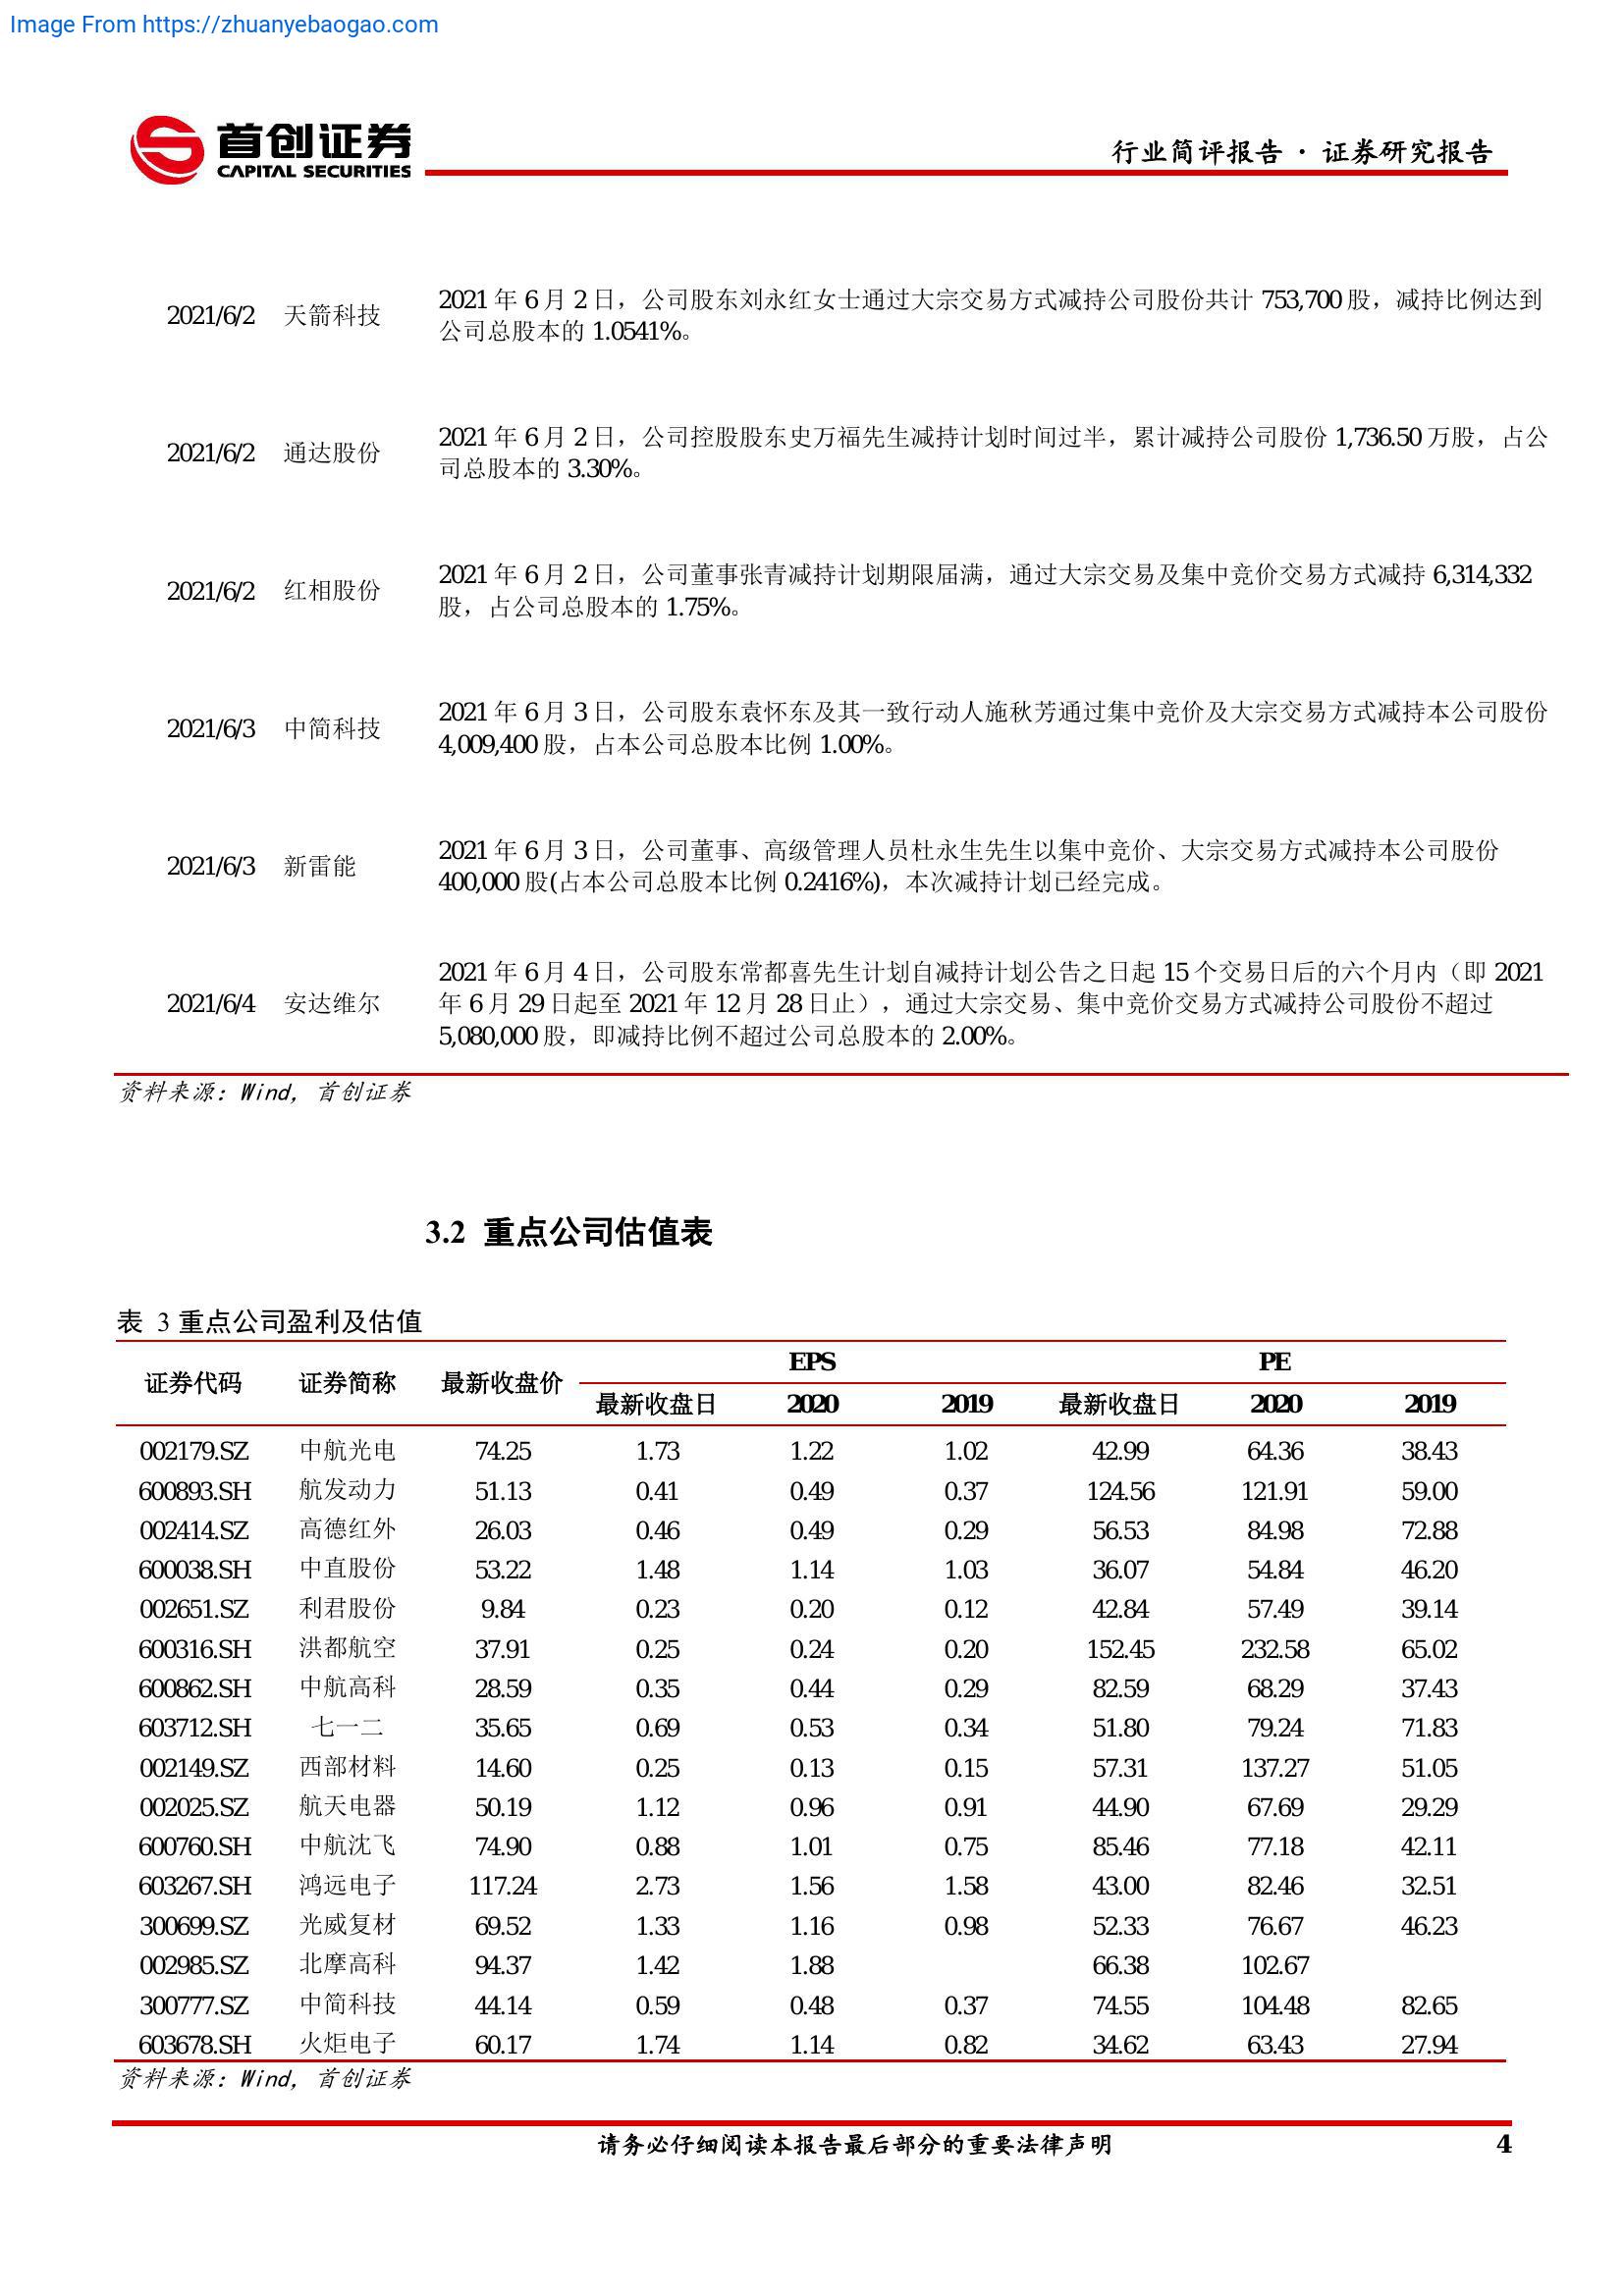 Image From https://zhuanyebaogao.com
首创证券
CAPITAL SECURITIES
行业简评报告 · 证券研究报告
2021/6/2 天箭科技 2021 年 6 月 2 日，公司股东刘永红女士通过大宗交易方式减持公司股份共计 753,700 股，减持比例达到
公司总股本的 1.0541%。
2021/6/2 通达股份 2021 年 6 月 2 日，公司控股股东史万福先生减持计划时间过半，累计减持公司股份 1,736.50 万股，占公
司总股本的 3.30%。
2021/6/2 红相股份 2021 年 6 月 2 日，公司董事张青减持计划期限届满，通过大宗交易及集中竞价交易方式减持 6,314,332
股，占公司总股本的 1.75%。
2021/6/3 中简科技 2021 年 6 月 3 日，公司股东袁怀东及其一致行动人施秋芳通过集中竞价及大宗交易方式减持本公司股份
4,009,400 股，占本公司总股本比例 1.00%。
2021/6/3 新雷能 2021 年 6 月 3 日，公司董事、高级管理人员杜永生先生以集中竞价、大宗交易方式减持本公司股份
400,000 股(占本公司总股本比例 0.2416%)，本次减持计划已经完成。
2021/6/4 安达维尔 2021 年 6 月 4 日，公司股东常都喜先生计划自减持计划公告之日起 15 个交易日后的六个月内（即 2021
年 6 月 29 日起至 2021 年 12 月 28 日止），通过大宗交易、集中竞价交易方式减持公司股份不超过
5,080,000 股，即减持比例不超过公司总股本的 2.00%。
资料来源：Wind，首创证券
3.2 重点公司估值表
表 3 重点公司盈利及估值
证券代码 证券简称 最新收盘价 EPS PE
最新收盘日 2020 2019 最新收盘日 2020 2019
002179.SZ 中航光电 74.25 1.73 1.22 1.02 42.99 64.36 38.43
600893.SH 航发动力 51.13 0.41 0.49 0.37 124.56 121.91 59.00
002414.SZ 高德红外 26.03 0.46 0.49 0.29 56.53 84.98 72.88
600038.SH 中直股份 53.22 1.48 1.14 1.03 36.07 54.84 46.20
002651.SZ 利君股份 9.84 0.23 0.20 0.12 42.84 57.49 39.14
600316.SH 洪都航空 37.91 0.25 0.24 0.20 152.45 232.58 65.02
600862.SH 中航高科 28.59 0.35 0.44 0.29 82.59 68.29 37.43
603712.SH 七一二 35.65 0.69 0.53 0.34 51.80 79.24 71.83
002149.SZ 西部材料 14.60 0.25 0.13 0.15 57.31 137.27 51.05
002025.SZ 航天电器 50.19 1.12 0.96 0.91 44.90 67.69 29.29
600760.SH 中航沈飞 74.90 0.88 1.01 0.75 85.46 77.18 42.11
603267.SH 鸿远电子 117.24 2.73 1.56 1.58 43.00 82.46 32.51
300699.SZ 光威复材 69.52 1.33 1.16 0.98 52.33 76.67 46.23
002985.SZ 北摩高科 94.37 1.42 1.88 66.38 102.67
300777.SZ 中简科技 44.14 0.59 0.48 0.37 74.55 104.48 82.65
603678.SH 火炬电子 60.17 1.74 1.14 0.82 34.62 63.43 27.94
资料来源：Wind，首创证券
请务必仔细阅读本报告最后部分的重要法律声明 4